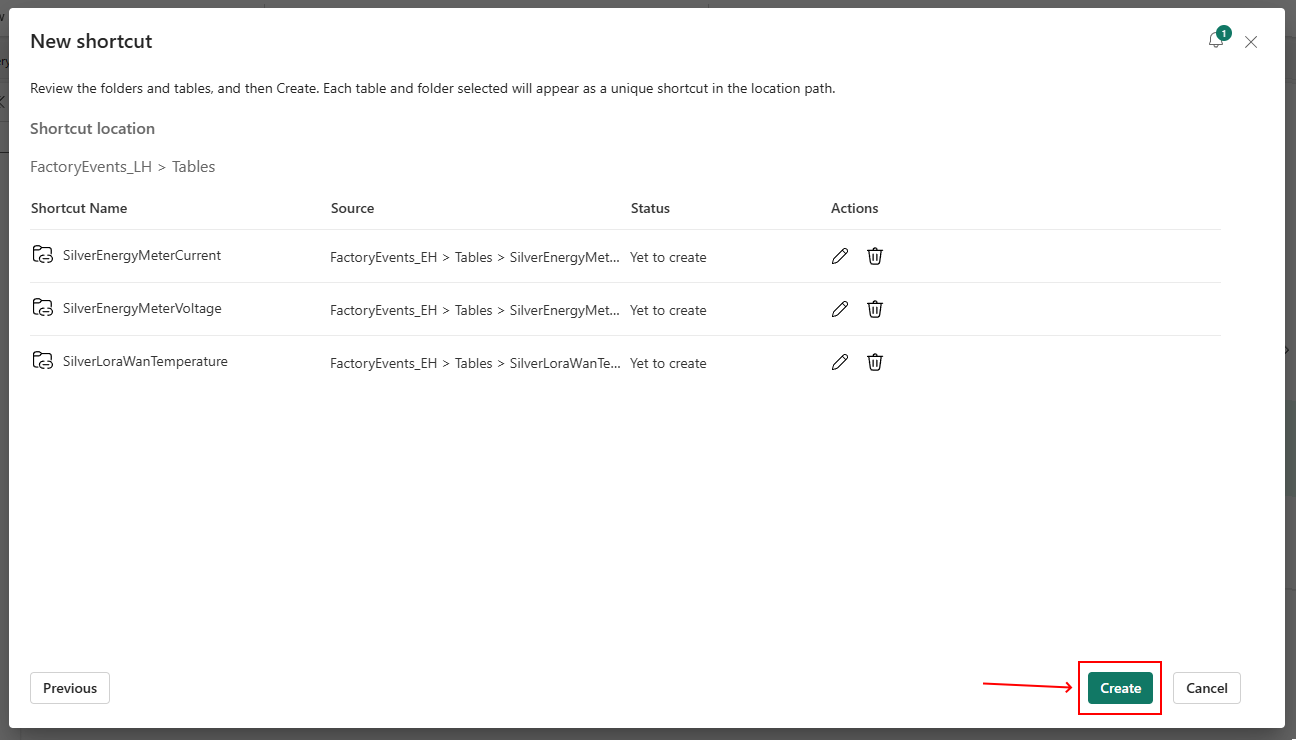 New shortcut
1
Review the folders and tables, and then Create. Each table and folder selected will appear as a unique shortcut in the location path.
Shortcut location
FactoryEvents_LH > Tables
Shortcut Name Source Status Actions
SilverEnergyMeterCurrent FactoryEvents_EH > Tables > SilverEnergyMet... Yet to create
SilverEnergyMeterVoltage FactoryEvents_EH > Tables > SilverEnergyMet... Yet to create
SilverLoraWanTemperature FactoryEvents_EH > Tables > SilverLoraWanTe... Yet to create
Previous Create Cancel